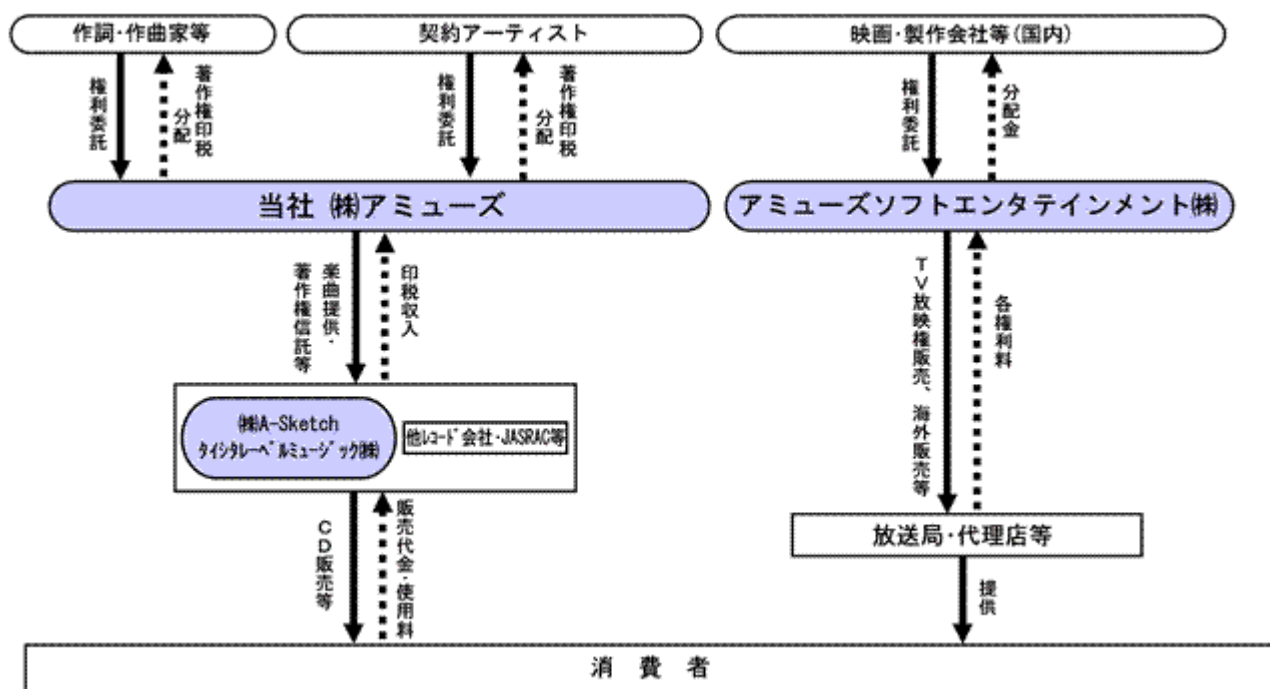 作詞・作曲家等
契約アーティスト
映画・製作会社等(国内)
権利委託
著作権印税
分配
権利委託
著作権印税
分配
権利委託
分配金
当社 ㈱アミューズ
アミューズソフトエンタテインメント㈱
楽曲提供・
著作権信託等
印税収入
TV放映権販売、海外販売等
各権利料
㈱A-Sketch
タイシタレーベルミュージック㈱
他レコード会社・JASRAC等
放送局・代理店等
CD販売等
販売代金・使用料
提供
消 費 者